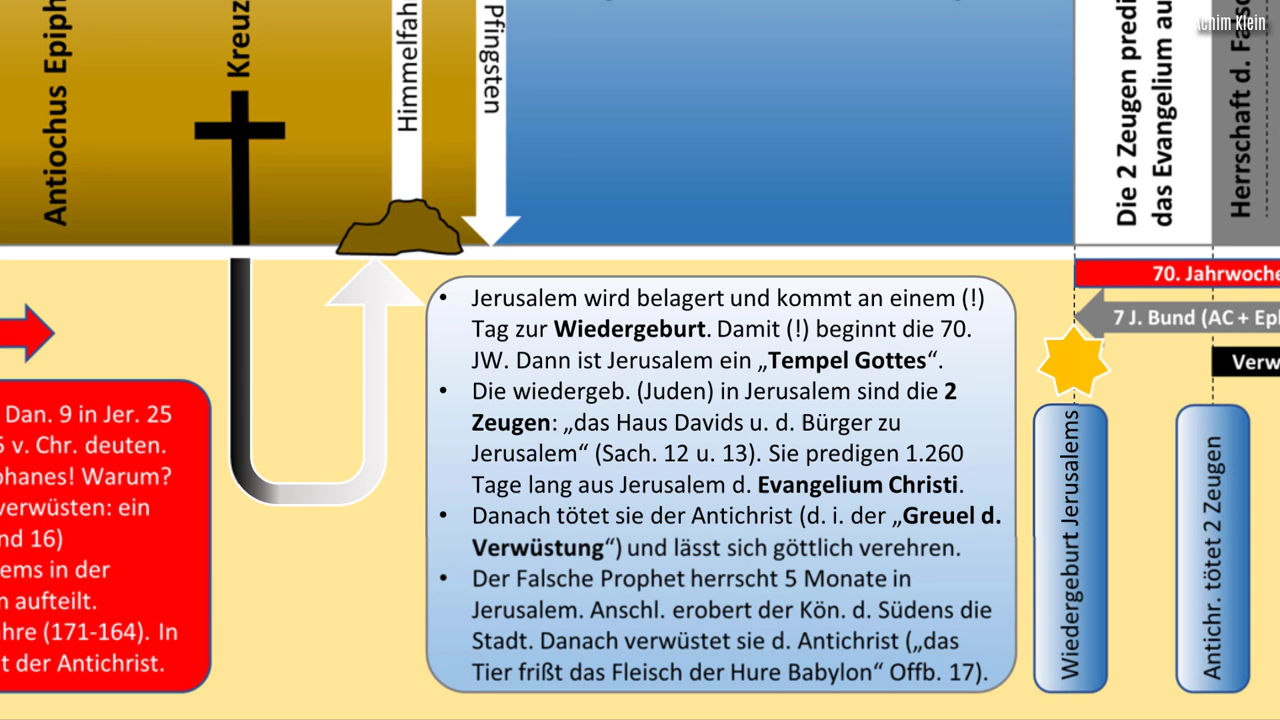 Antiochus Epiph
Kreuz
Himmelfah
Pfingsten
Die 2 Zeugen predi
das Evangelium au
Herrschaft d.
Klein
70. Jahrwoche
7 J. Bund (AC + Eph
Verw
Wiedergeburt Jerusalems
Antichr. tötet 2 Zeugen
• Jerusalem wird belagert und kommt an einem (!)
Tag zur Wiedergeburt. Damit (!) beginnt die 70.
JW. Dann ist Jerusalem ein „Tempel Gottes“.
• Die wiedergeb. (Juden) in Jerusalem sind die 2
Zeugen: „das Haus Davids u. d. Bürger zu
Jerusalem“ (Sach. 12 u. 13). Sie predigen 1.260
Tage lang aus Jerusalem d. Evangelium Christi.
• Danach tötet sie der Antichrist (d. i. der „Greuel d.
Verwüstung“) und lässt sich göttlich verehren.
• Der Falsche Prophet herrscht 5 Monate in
Jerusalem. Anschl. erobert der Kön. d. Südens die
Stadt. Danach verwüstet sie d. Antichrist („das
Tier frißt das Fleisch der Hure Babylon“ Offb. 17).
Dan. 9 in Jer. 25
v. Chr. deuten.
phanes! Warum?
verwüsten: ein
nd 16)
ems in der
n aufteilt.
hre (171-164). In
t der Antichrist.